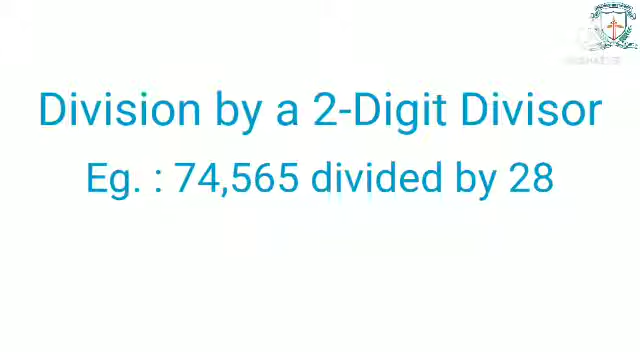 Division by a 2-Digit Divisor
Eg. : 74,565 divided by 28